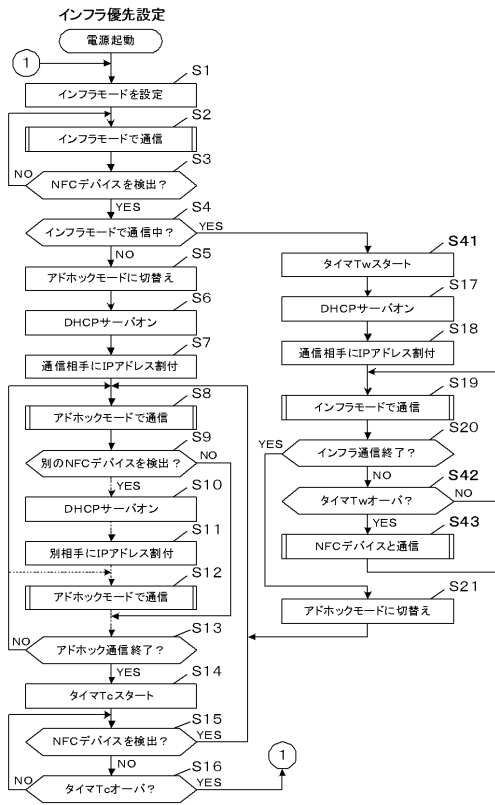 インフラ優先設定
電源起動
1
S1
インフラモードを設定
S2
インフラモードで通信
S3
NFCデバイスを検出？
NO
YES
S4
インフラモードで通信中？
YES
NO
S5
アドホックモードに切替え
S6
DHCPサーバオン
S7
通信相手にIPアドレス割付
S8
アドホックモードで通信
S9
別のNFCデバイスを検出？
NO
YES
S10
DHCPサーバオン
S11
別相手にIPアドレス割付
S12
アドホックモードで通信
S13
アドホック通信終了？
NO
YES
S14
タイマTcスタート
S15
NFCデバイスを検出？
YES
NO
S16
タイマTcオーバ？
NO
YES
1
S41
タイマTwスタート
S17
DHCPサーバオン
S18
通信相手にIPアドレス割付
S19
インフラモードで通信
S20
インフラ通信終了？
YES
NO
S42
タイマTwオーバ？
NO
YES
S43
NFCデバイスと通信
S21
アドホックモードに切替え